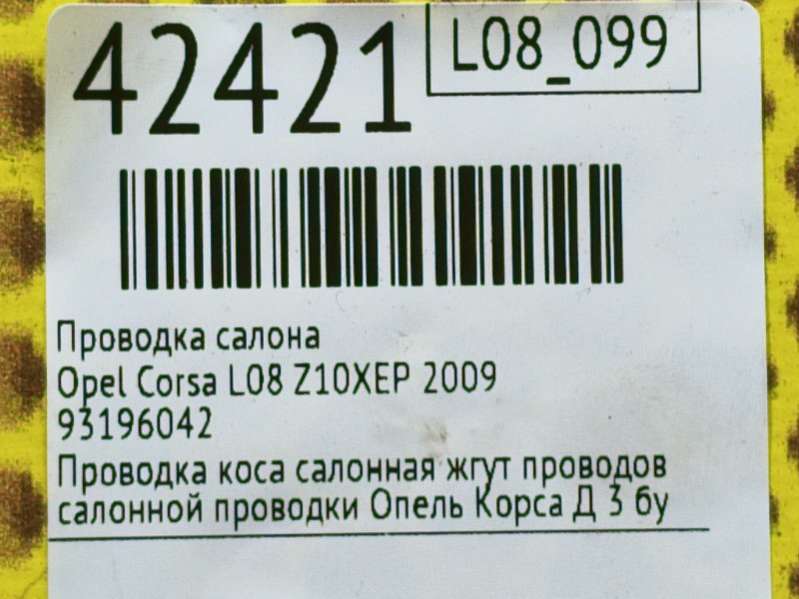 42421
L08_099
Проводка салона
Opel Corsa L08 Z10XEP 2009
93196042
Проводка коса салонная жгут проводов
салонной проводки Опель Корса Д 3 бу